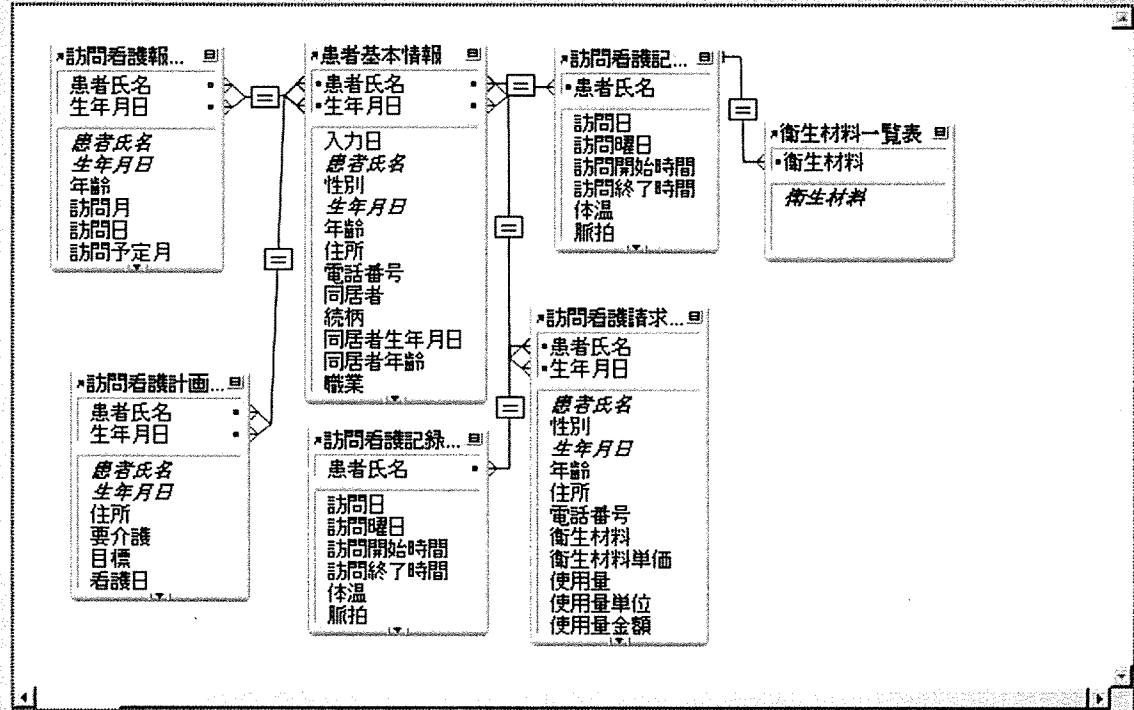 訪問看護報...
患者氏名
生年月日
患者氏名
生年月日
年齢
訪問月
訪問日
訪問予定月
患者基本情報
患者氏名
生年月日
入力日
患者氏名
性別
生年月日
年齢
住所
電話番号
同居者
続柄
同居者生年月日
同居者年齢
職業
訪問看護記...
患者氏名
訪問日
訪問曜日
訪問開始時間
訪問終了時間
体温
脈拍
衛生材料一覧表
衛生材料
衛生材料
訪問看護計画...
患者氏名
生年月日
患者氏名
生年月日
住所
要介護
目標
看護日
訪問看護記録...
患者氏名
訪問日
訪問曜日
訪問開始時間
訪問終了時間
体温
脈拍
訪問看護請求...
患者氏名
生年月日
患者氏名
性別
生年月日
年齢
住所
電話番号
衛生材料
衛生材料単価
使用量
使用量単位
使用量金額